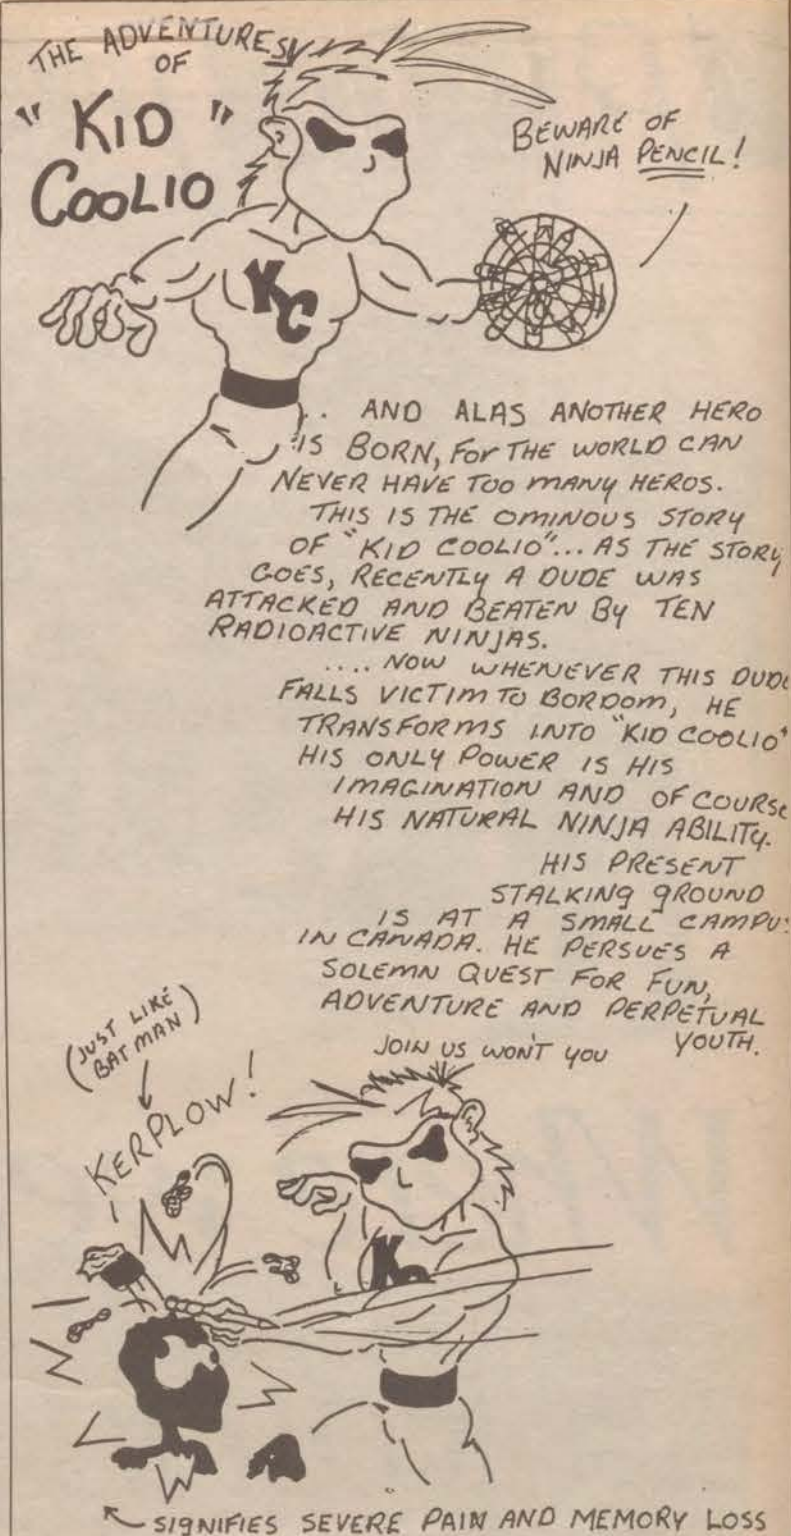 THE ADVENTURES
OF
"KID"
COOLIO
BEWARE OF
NINJA PENCIL!
KC
.. AND ALAS ANOTHER HERO
IS BORN, FOR THE WORLD CAN
NEVER HAVE TOO MANY HEROS.
THIS IS THE OMINOUS STORY
OF "KID COOLIO"... AS THE STORY
GOES, RECENTLY A DUDE WAS
ATTACKED AND BEATEN BY TEN
RADIOACTIVE NINJAS.
.... NOW WHENEVER THIS DUDE
FALLS VICTIM TO BORDOM, HE
TRANSFORMS INTO "KID COOLIO"
HIS ONLY POWER IS HIS
IMAGINATION AND OF COURSE
HIS NATURAL NINJA ABILITY.
HIS PRESENT
STALKING GROUND
IS AT A SMALL CAMPUS
IN CANADA. HE PERSUES A
SOLEMN QUEST FOR FUN,
ADVENTURE AND PERPETUAL
YOUTH.
JOIN US WON'T YOU
(JUST LIKE
BATMAN)
KERPLOW!
KC
SIGNIFIES SEVERE PAIN AND MEMORY LOSS